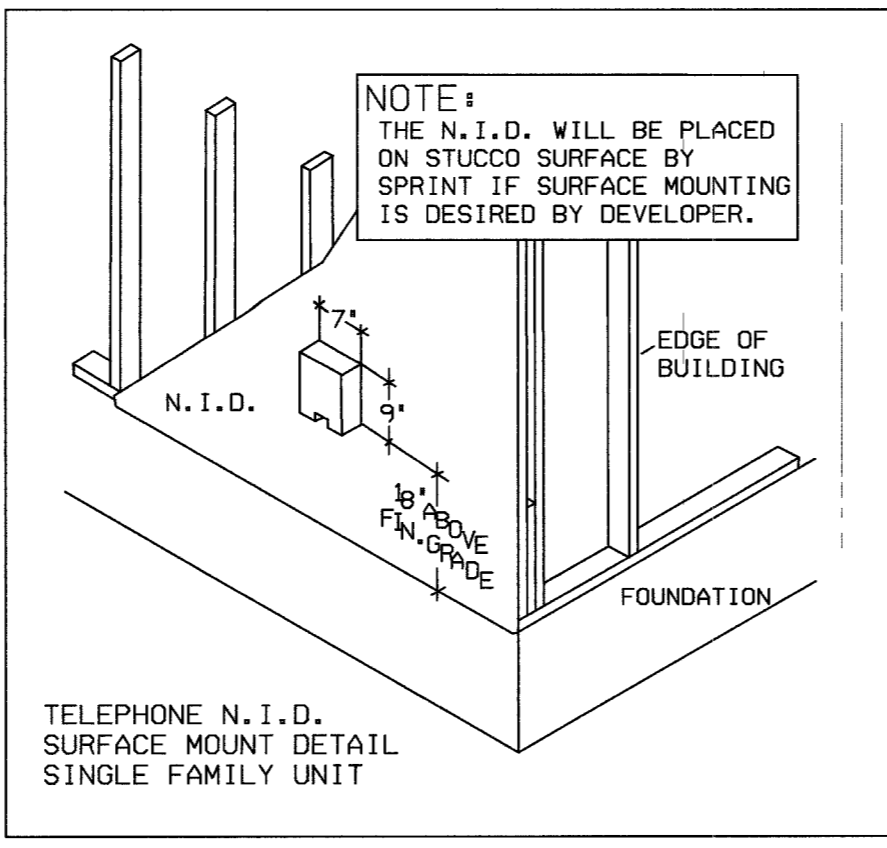 NOTE:
THE N.I.D. WILL BE PLACED
ON STUCCO SURFACE BY
SPRINT IF SURFACE MOUNTING
IS DESIRED BY DEVELOPER.
7"
EDGE OF
BUILDING
N.I.D.
9"
18" ABOVE
FIN. GRADE
FOUNDATION
TELEPHONE N.I.D.
SURFACE MOUNT DETAIL
SINGLE FAMILY UNIT